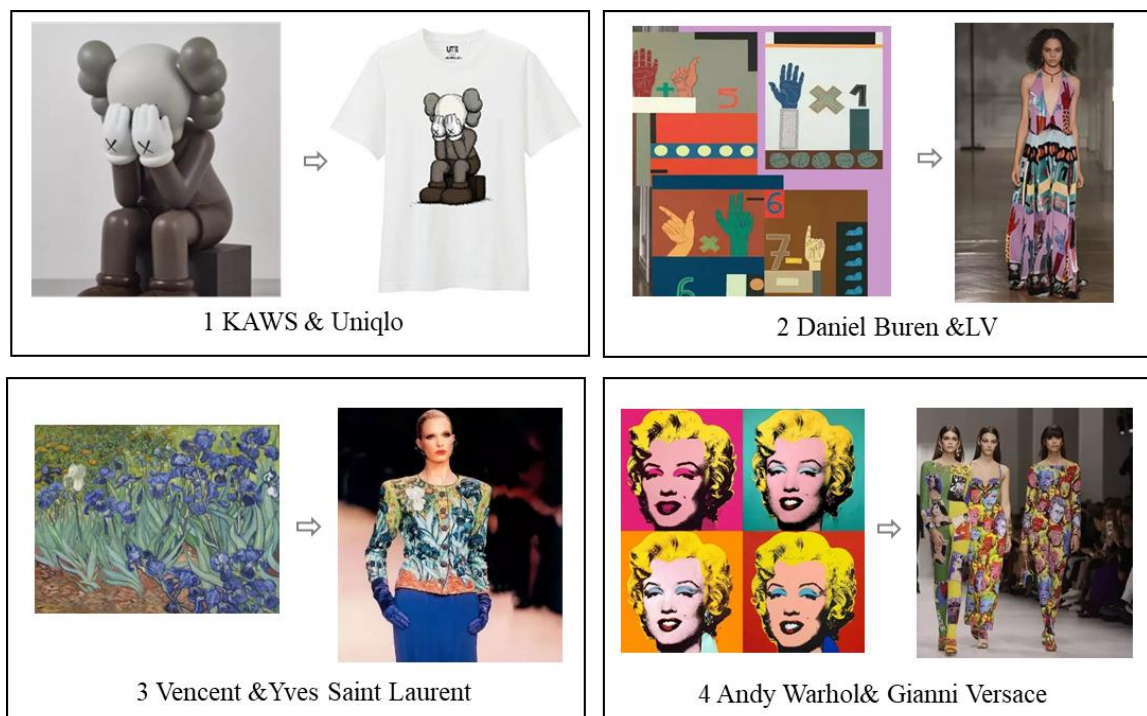 UT
1 KAWS & Uniqlo
5
1
6
7
6
2 Daniel Buren &LV
3 Vencent &Yves Saint Laurent
4 Andy Warhol& Gianni Versace